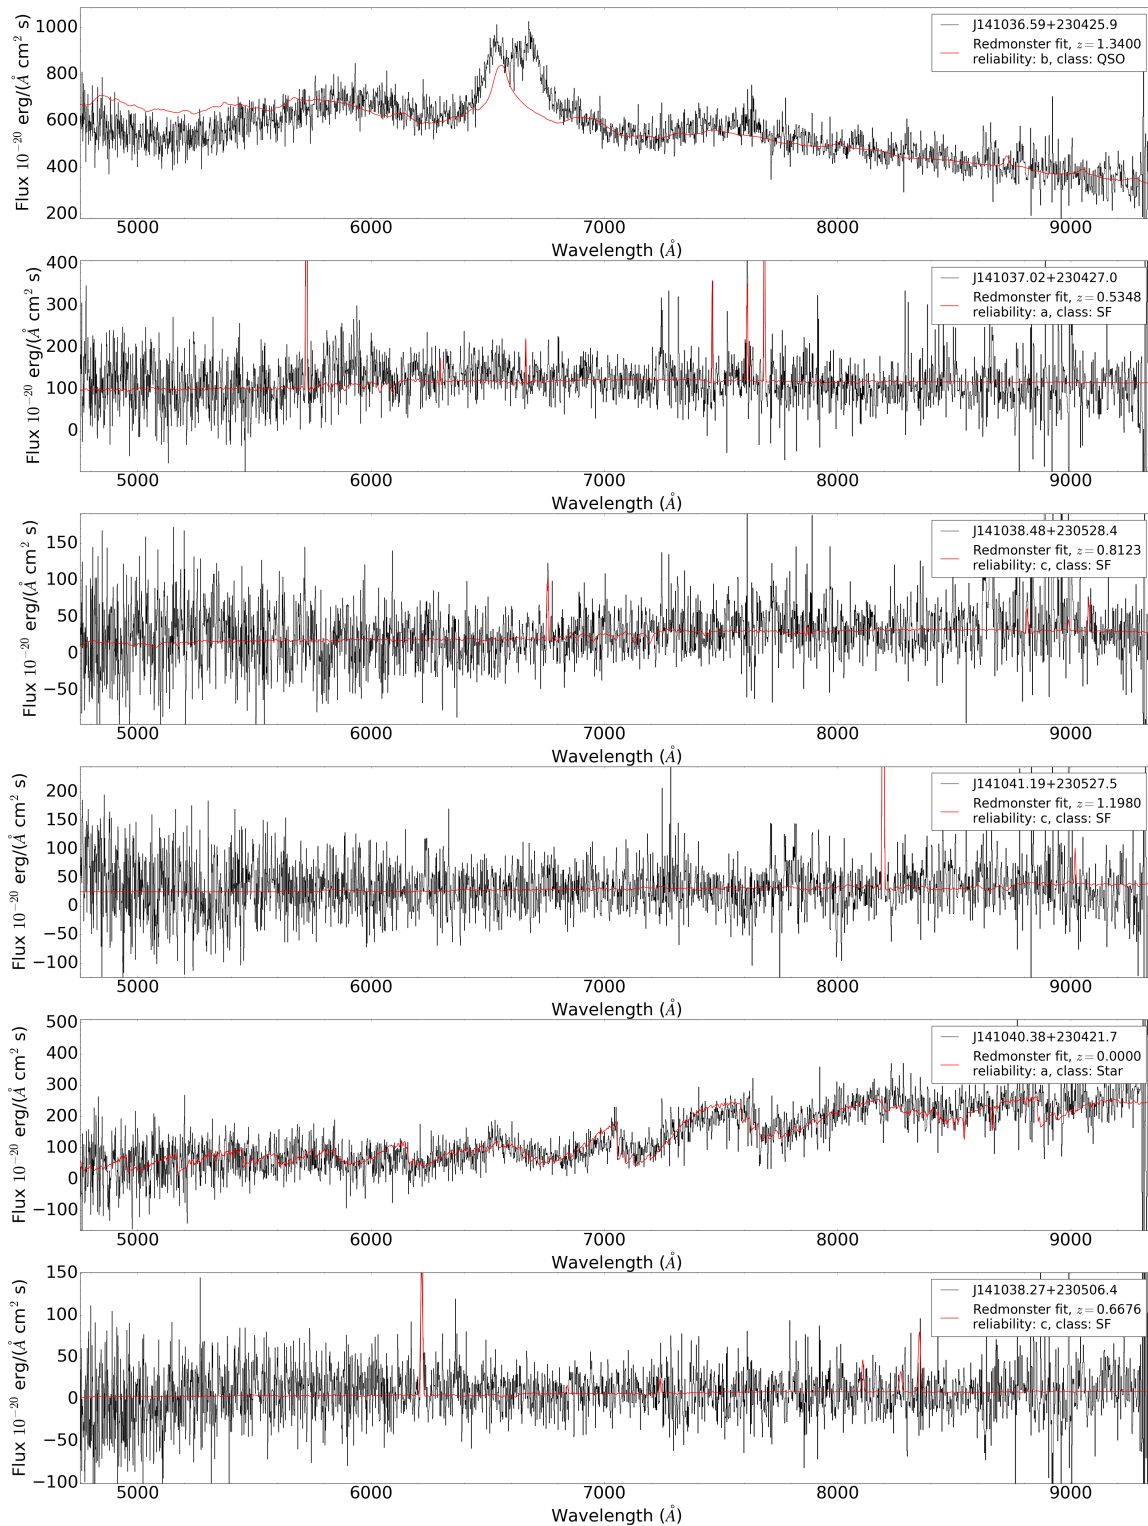 1000
800
600
400
200
Flux 10⁻²⁰ erg/(Å cm² s)
J141036.59+230425.9
Redmonster fit, z = 1.3400
reliability: b, class: QSO
5000 6000 7000 8000 9000
Wavelength (Å)
400
300
200
100
0
Flux 10⁻²⁰ erg/(Å cm² s)
J141037.02+230427.0
Redmonster fit, z = 0.5348
reliability: a, class: SF
5000 6000 7000 8000 9000
Wavelength (Å)
150
100
50
0
−50
Flux 10⁻²⁰ erg/(Å cm² s)
J141038.48+230528.4
Redmonster fit, z = 0.8123
reliability: c, class: SF
5000 6000 7000 8000 9000
Wavelength (Å)
200
150
100
50
0
−50
−100
Flux 10⁻²⁰ erg/(Å cm² s)
J141041.19+230527.5
Redmonster fit, z = 1.1980
reliability: c, class: SF
5000 6000 7000 8000 9000
Wavelength (Å)
500
400
300
200
100
0
−100
Flux 10⁻²⁰ erg/(Å cm² s)
J141040.38+230421.7
Redmonster fit, z = 0.0000
reliability: a, class: Star
5000 6000 7000 8000 9000
Wavelength (Å)
150
100
50
0
−50
−100
Flux 10⁻²⁰ erg/(Å cm² s)
J141038.27+230506.4
Redmonster fit, z = 0.6676
reliability: c, class: SF
5000 6000 7000 8000 9000
Wavelength (Å)